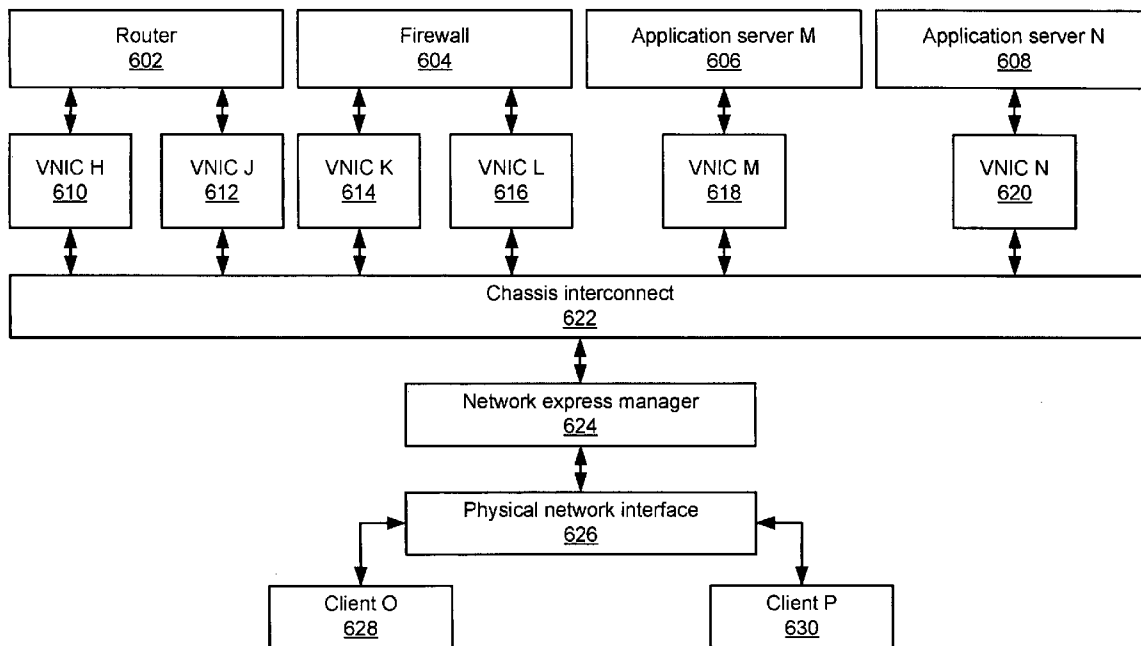 Router
602
Firewall
604
Application server M
606
Application server N
608
VNIC H
610
VNIC J
612
VNIC K
614
VNIC L
616
VNIC M
618
VNIC N
620
Chassis interconnect
622
Network express manager
624
Physical network interface
626
Client O
628
Client P
630